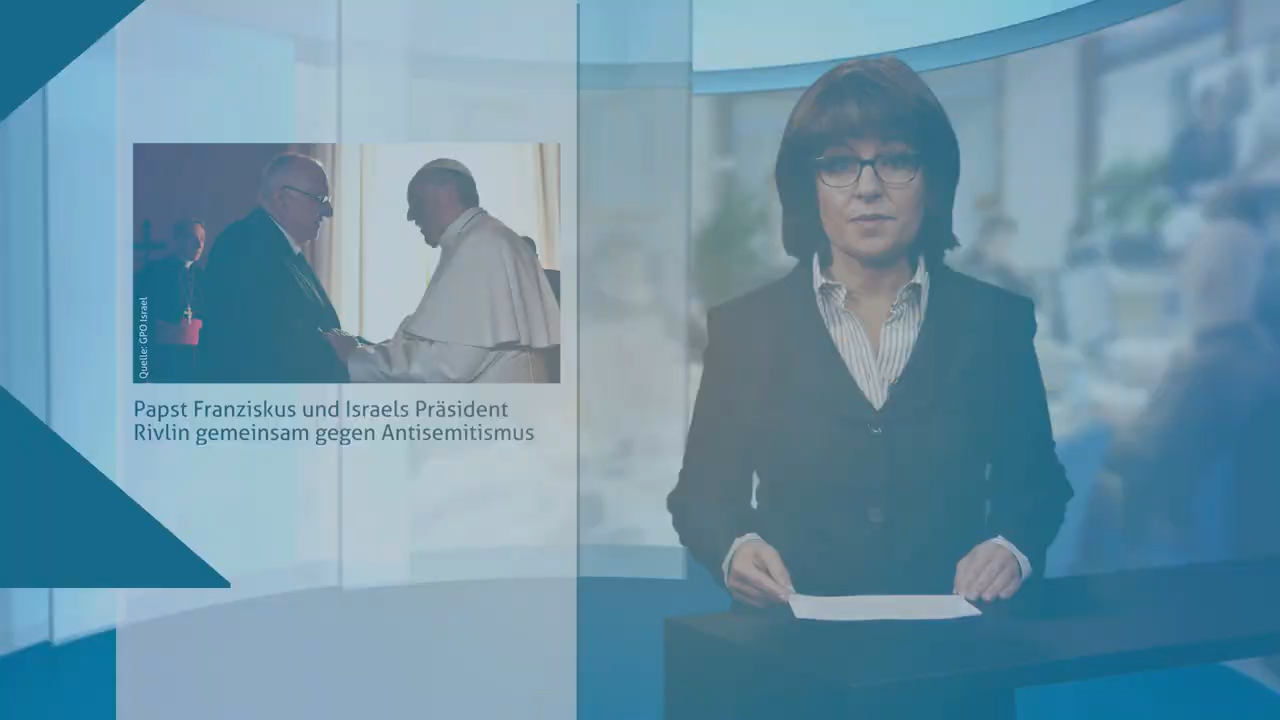 Quelle: GPO Israel
Papst Franziskus und Israels Präsident
Rivlin gemeinsam gegen Antisemitismus